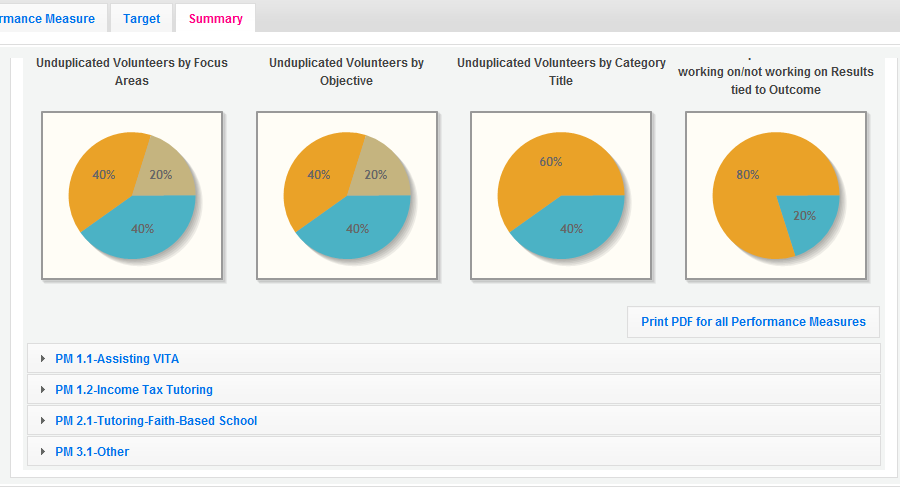 rmance Measure
Target
Summary
Unduplicated Volunteers by Focus
Areas
Unduplicated Volunteers by
Objective
Unduplicated Volunteers by Category
Title
working on/not working on Results
tied to Outcome
40%
20%
40%
40%
20%
40%
60%
40%
80%
20%
Print PDF for all Performance Measures
PM 1.1-Assisting VITA
PM 1.2-Income Tax Tutoring
PM 2.1-Tutoring-Faith-Based School
PM 3.1-Other